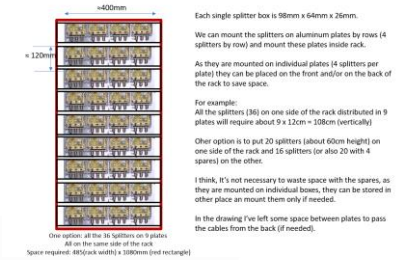 ≈400mm
≈ 120mm
Each single splitter box is 98mm x 64mm x 26mm.
We can mount the splitters on aluminum plates by rows (4
splitters by row) and mount these plates inside rack.
As they are mounted on individual plates (4 splitters per
plate) they can be placed on the front and/or on the back of
the rack to save space.
For example:
All the splitters (36) on one side of the rack distributed in 9
plates will require about 9 x 12cm = 108cm (vertically)
Oher option is to put 20 splitters (about 60cm height) on
one side of the rack and 16 splitters (or also 20 with 4
spares) on the other.
I think, It's not necessary to waste space with the spares, as
they are mounted on individual boxes, they can be stored in
other place an mount them only if needed.
In the drawing I've left some space between plates to pass
the cables from the back (if needed).
One option: all the 36 Splitters on 9 plates
All on the same side of the rack
Space required: 485(rack width) x 1080mm (red rectangle)